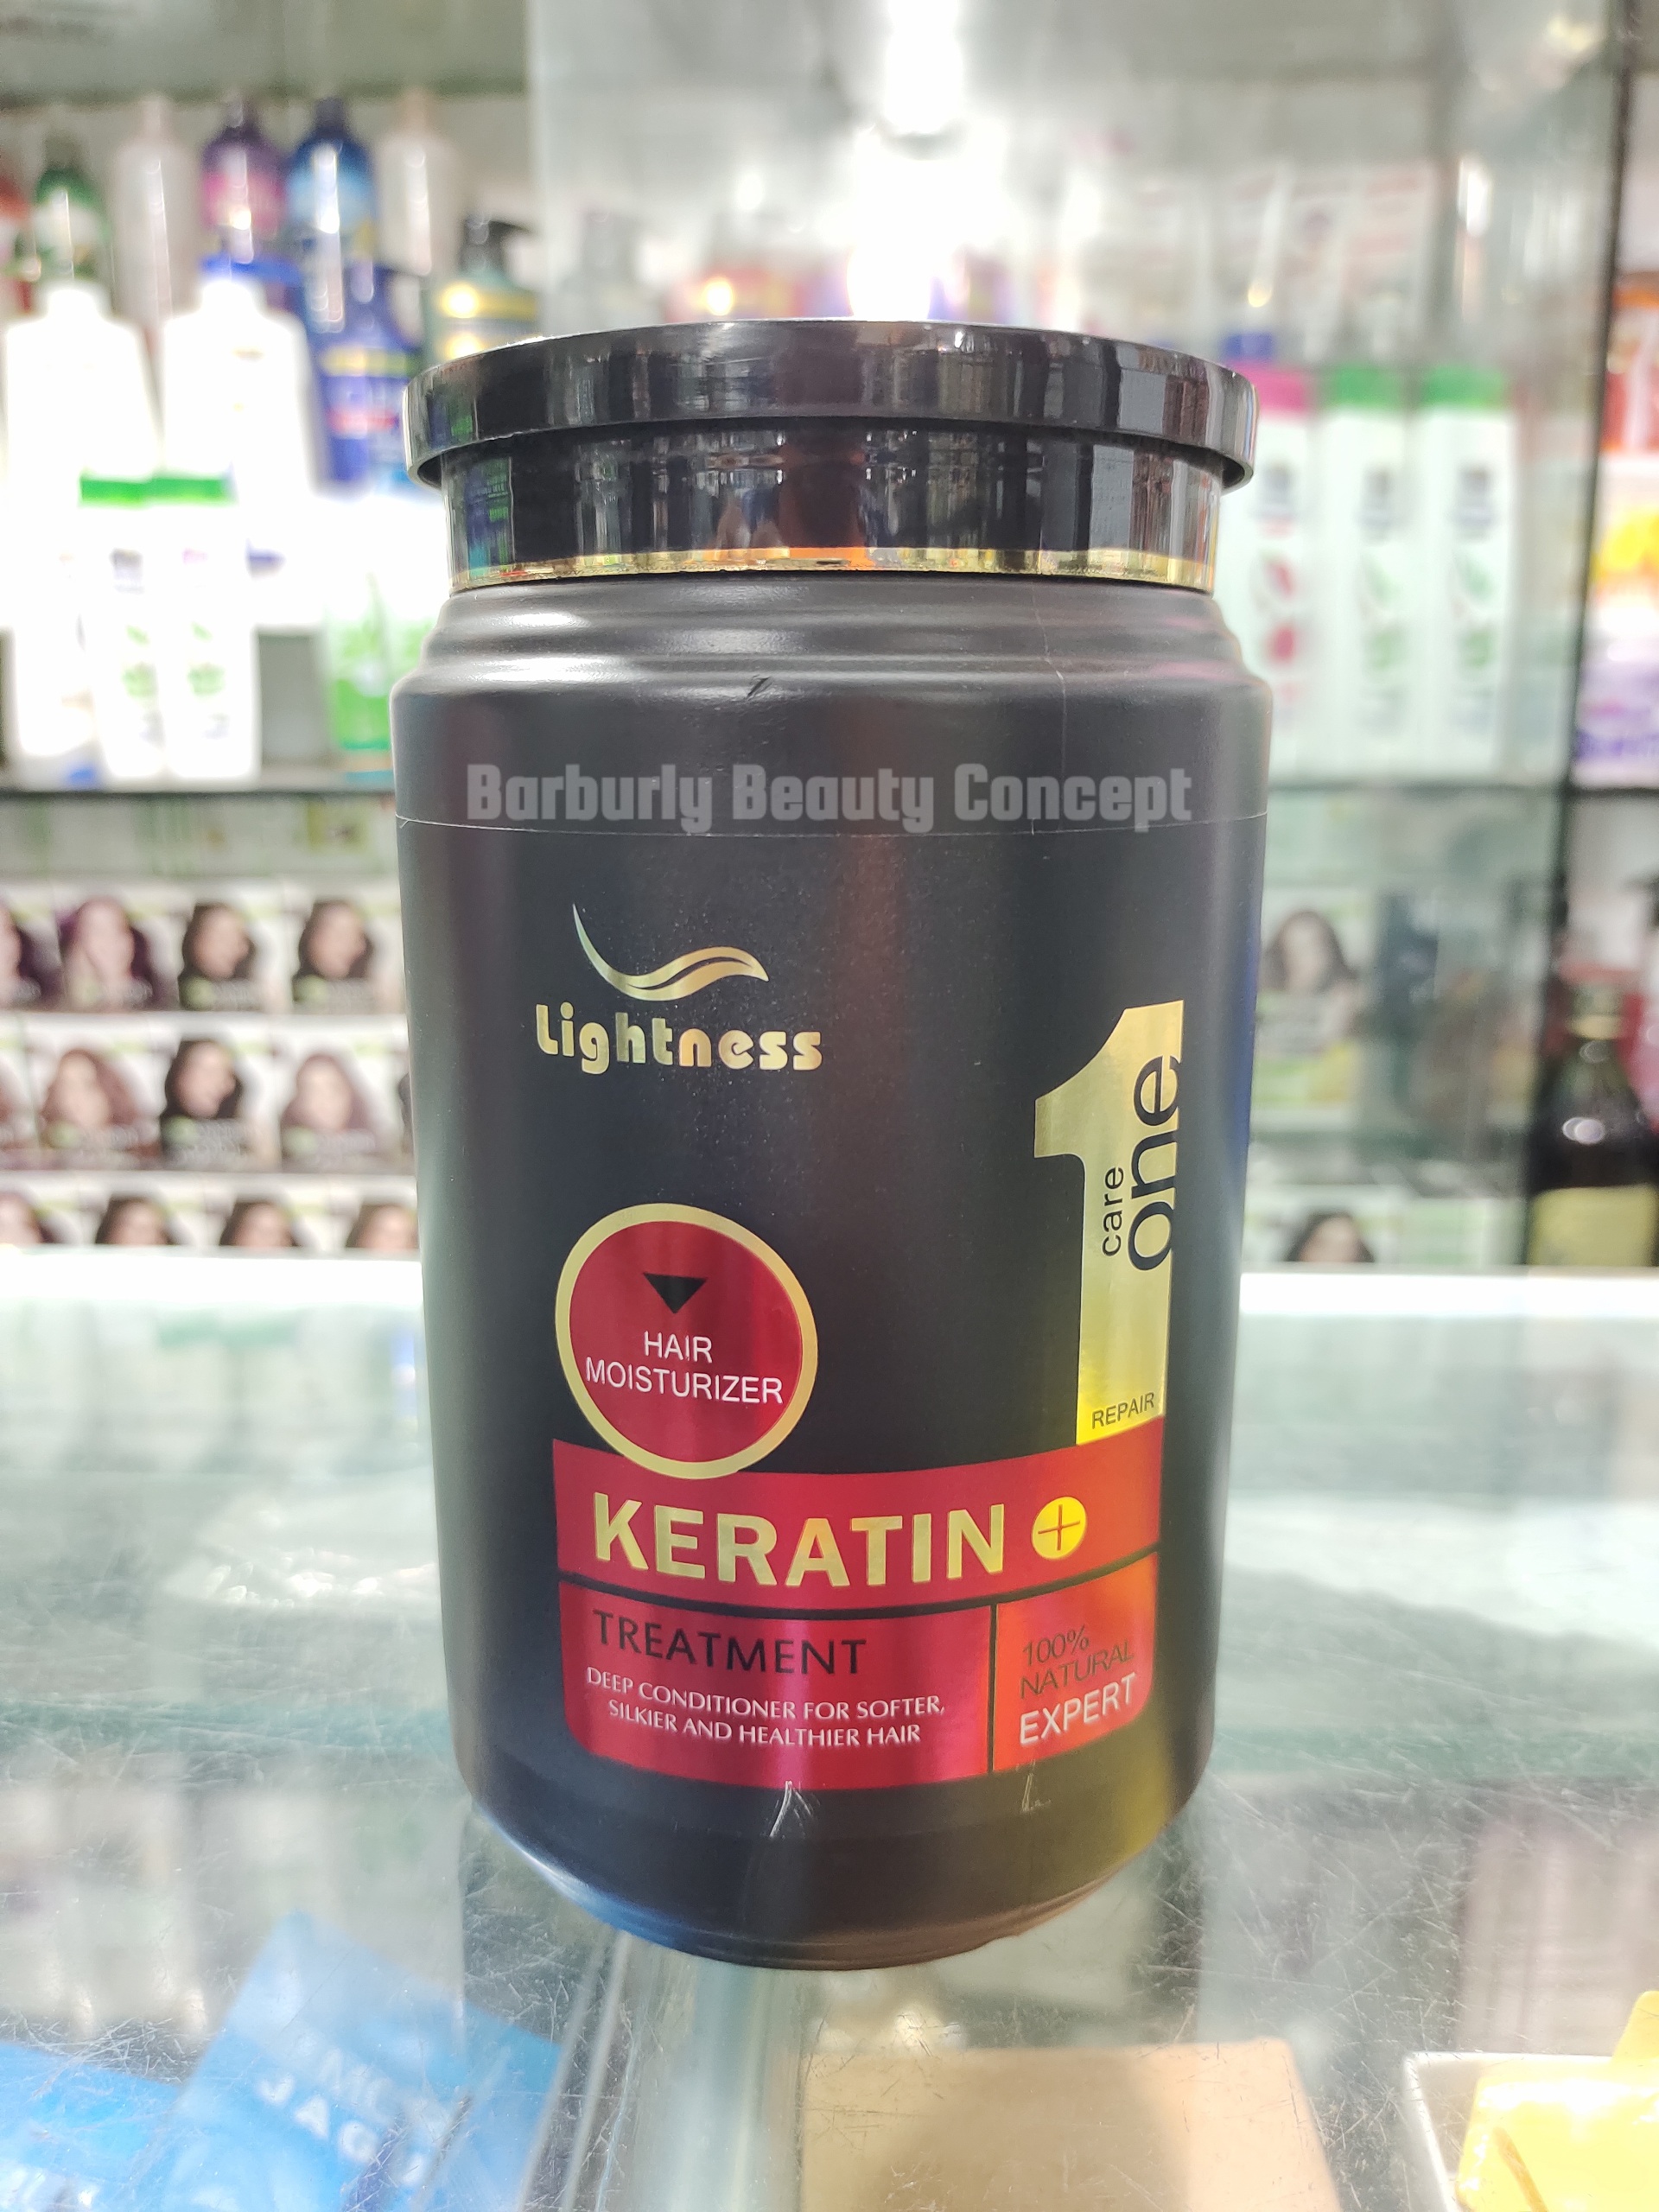 Barburly Beauty Concept
Lightness
care
one
HAIR
MOISTURIZER
REPAIR
KERATIN +
TREATMENT
DEEP CONDITIONER FOR SOFTER,
SILKIER AND HEALTHIER HAIR
100%
NATURAL
EXPERT